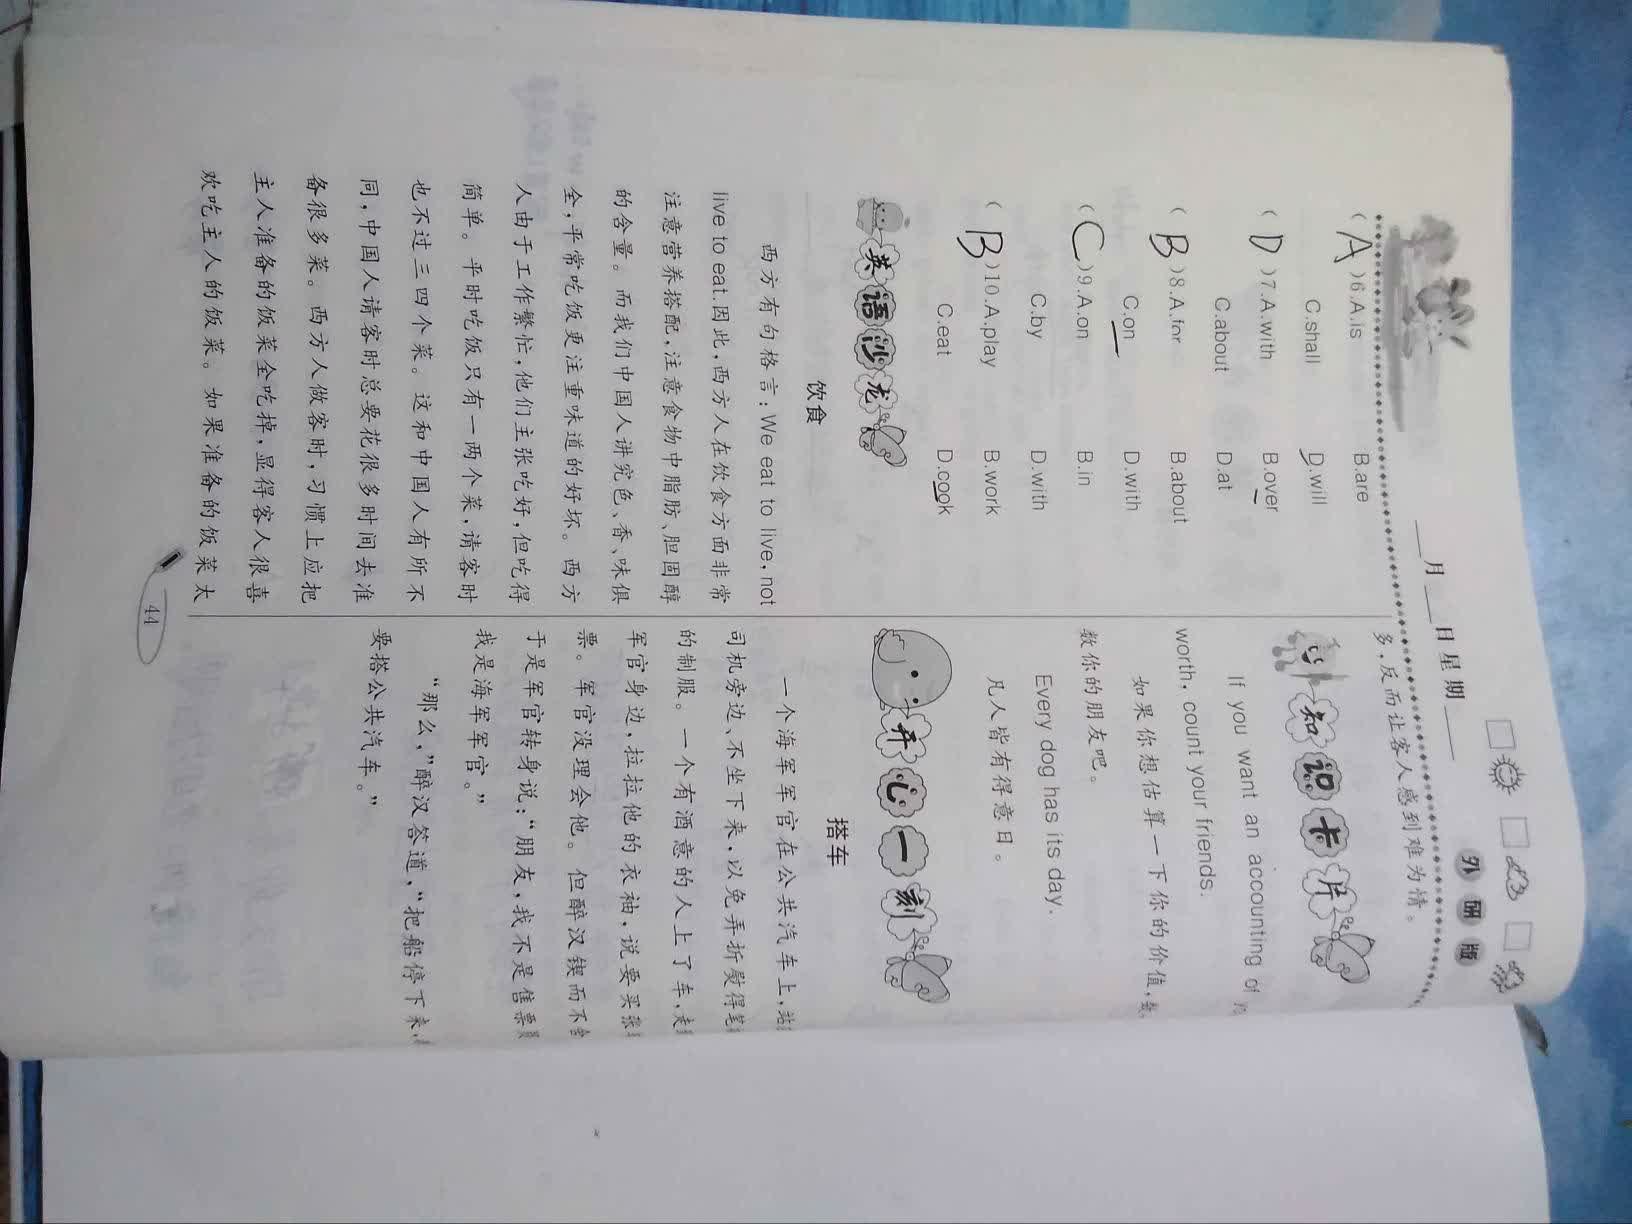 ___月___日 星期___
外研版
(A)6.A.is B.are
C.shall D.will
(D)7.A.with B.over
C.about D.at
(B)8.A.for B.about
C.on D.with
(C)9.A.on B.in
C.by D.with
(B)10.A.play B.work
C.eat D.cook
英语沙龙
饮食
西方有句格言:We eat to live, not
live to eat.因此,西方人在饮食方面非常
注意营养搭配,注意食物中脂肪、胆固醇
的含量。而我们中国人讲究色、香、味俱
全,平常吃饭更注重味道的好坏。西方
人由于工作繁忙,他们主张吃好,但吃得
简单。平时吃饭只有一两个菜,请客时
也不过三四个菜。这和中国人有所不
同,中国人请客时总要花很多时间去准
备很多菜。西方人做客时,习惯上应把
主人准备的饭菜全吃掉,显得客人很喜
欢吃主人的饭菜。如果准备的饭菜太
多,反而让客人感到难为情。
知识卡片
If you want an accounting of
worth, count your friends.
如果你想估算一下你的价值,数
数你的朋友吧。
Every dog has its day.
凡人皆有得意日。
开心一刻
搭车
一个海军军官在公共汽车上,站
司机旁边、不坐下来,以免弄折熨得笔
的制服。一个有酒意的人上了车,走
军官身边,拉拉他的衣袖,说要买张
票。军官没理会他。但醉汉锲而不舍
于是军官转身说:“朋友,我不是售票
我是海军军官。”
“那么,”醉汉答道,“把船停下来,
要搭公共汽车。”
44